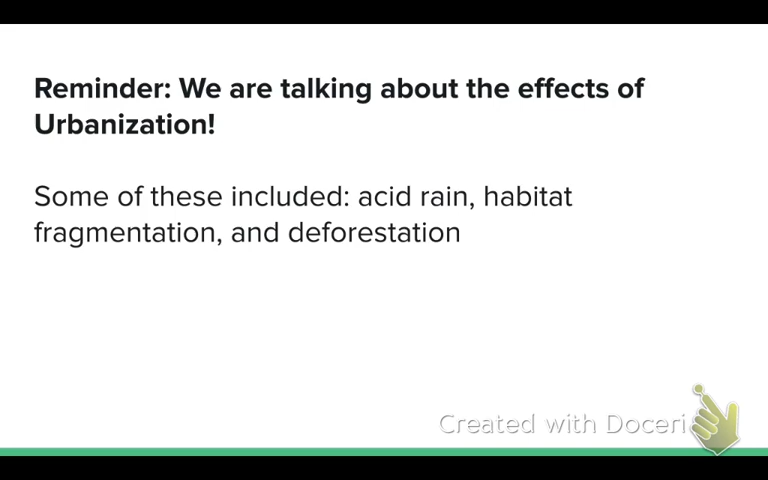 Reminder: We are talking about the effects of
Urbanization!
Some of these included: acid rain, habitat
fragmentation, and deforestation
Created with Doceri